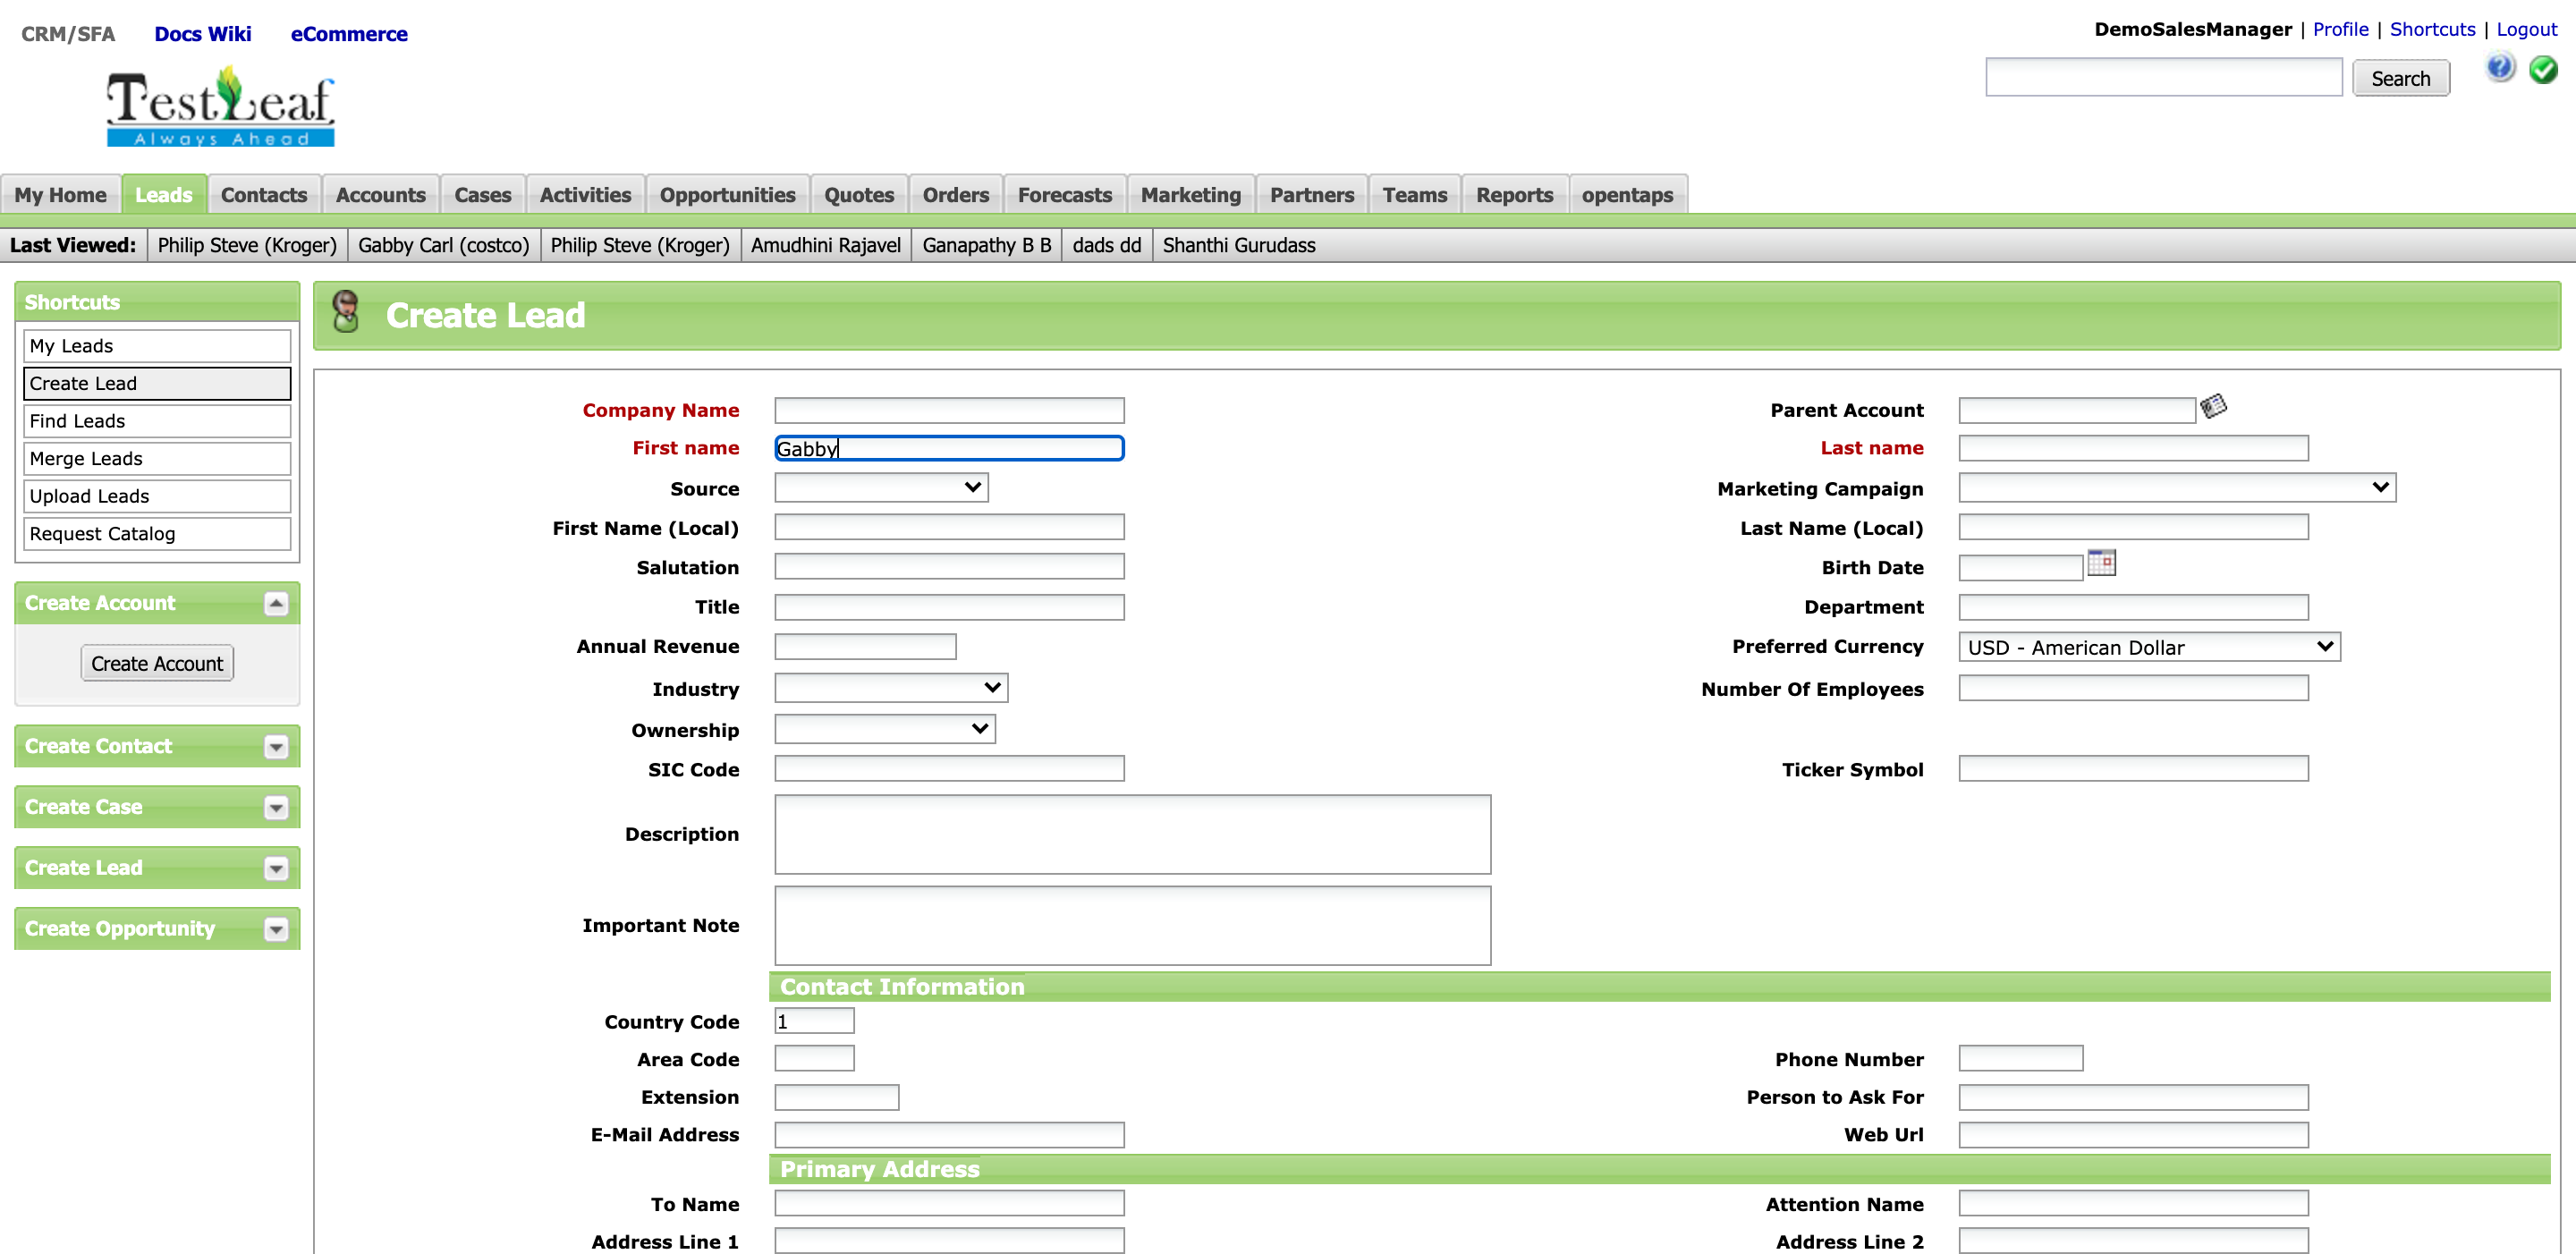 CRM/SFA Docs Wiki eCommerce
DemoSalesManager | Profile | Shortcuts | Logout
Search
TestLeaf
Always Ahead
My Home Leads Contacts Accounts Cases Activities Opportunities Quotes Orders Forecasts Marketing Partners Teams Reports opentaps
Last Viewed: Philip Steve (Kroger) Gabby Carl (costco) Philip Steve (Kroger) Amudhini Rajavel Ganapathy B B dads dd Shanthi Gurudass
Shortcuts
My Leads
Create Lead
Find Leads
Merge Leads
Upload Leads
Request Catalog
Create Account
Create Account
Create Contact
Create Case
Create Lead
Create Opportunity
Create Lead
Company Name Parent Account
First name Gabby Last name
Source Marketing Campaign
First Name (Local) Last Name (Local)
Salutation Birth Date
Title Department
Annual Revenue Preferred Currency USD - American Dollar
Industry Number Of Employees
Ownership
SIC Code Ticker Symbol
Description
Important Note
Contact Information
Country Code 1
Area Code Phone Number
Extension Person to Ask For
E-Mail Address Web Url
Primary Address
To Name Attention Name
Address Line 1 Address Line 2